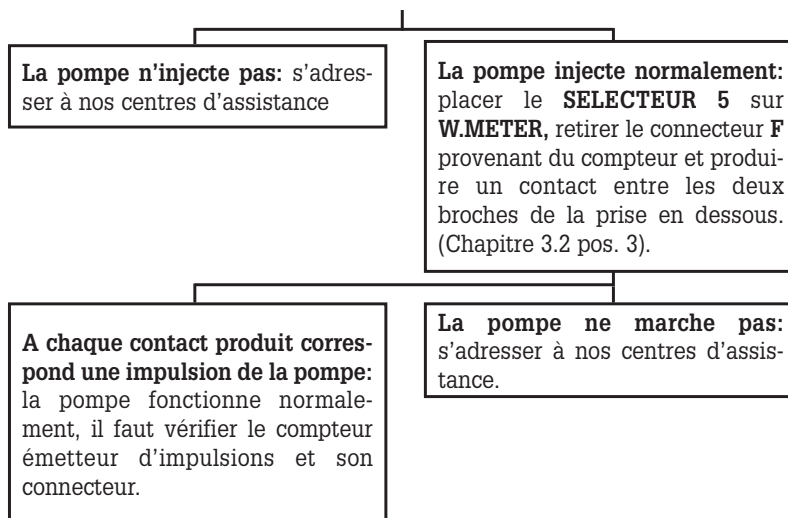 La pompe n'injecte pas: s'adres-
ser à nos centres d'assistance
La pompe injecte normalement:
placer le SELECTEUR 5 sur
W.METER, retirer le connecteur F
provenant du compteur et produi-
re un contact entre les deux
broches de la prise en dessous.
(Chapitre 3.2 pos. 3).
A chaque contact produit corres-
pond une impulsion de la pompe:
la pompe fonctionne normale-
ment, il faut vérifier le compteur
émetteur d'impulsions et son
connecteur.
La pompe ne marche pas:
s'adresser à nos centres d'assis-
tance.